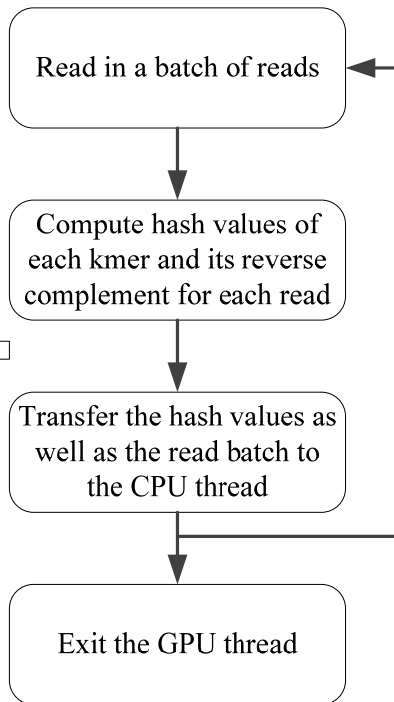 Read in a batch of reads
Compute hash values of
each kmer and its reverse
complement for each read
Transfer the hash values as
well as the read batch to
the CPU thread
Exit the GPU thread